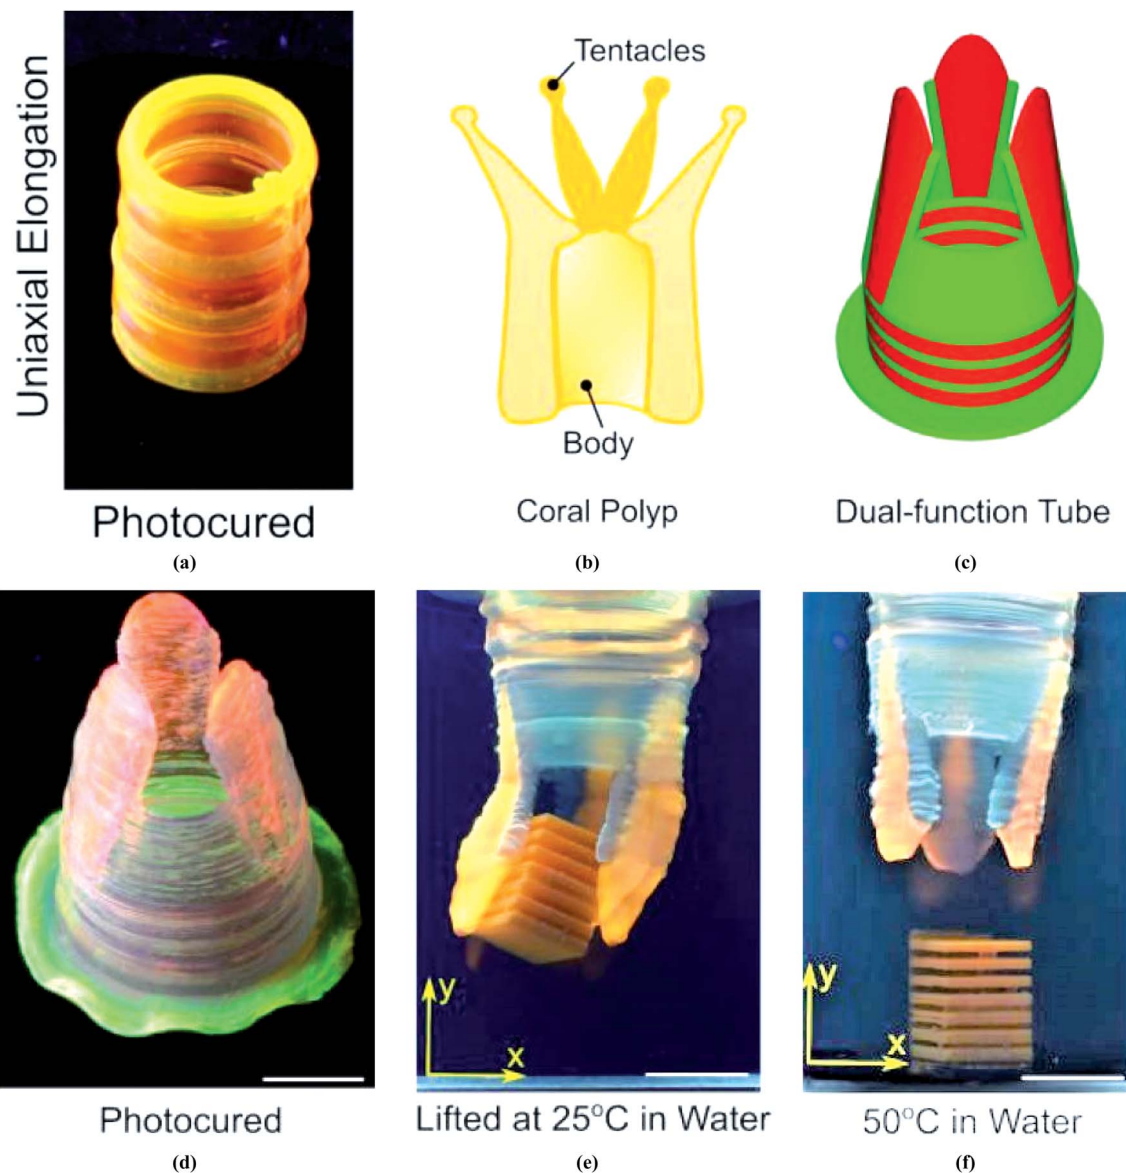 Uniaxial Elongation
Photocured
(a)
Tentacles
Body
Coral Polyp
(b)
Dual-function Tube
(c)
Photocured
(d)
y
x
Lifted at 25°C in Water
(e)
y
x
50°C in Water
(f)